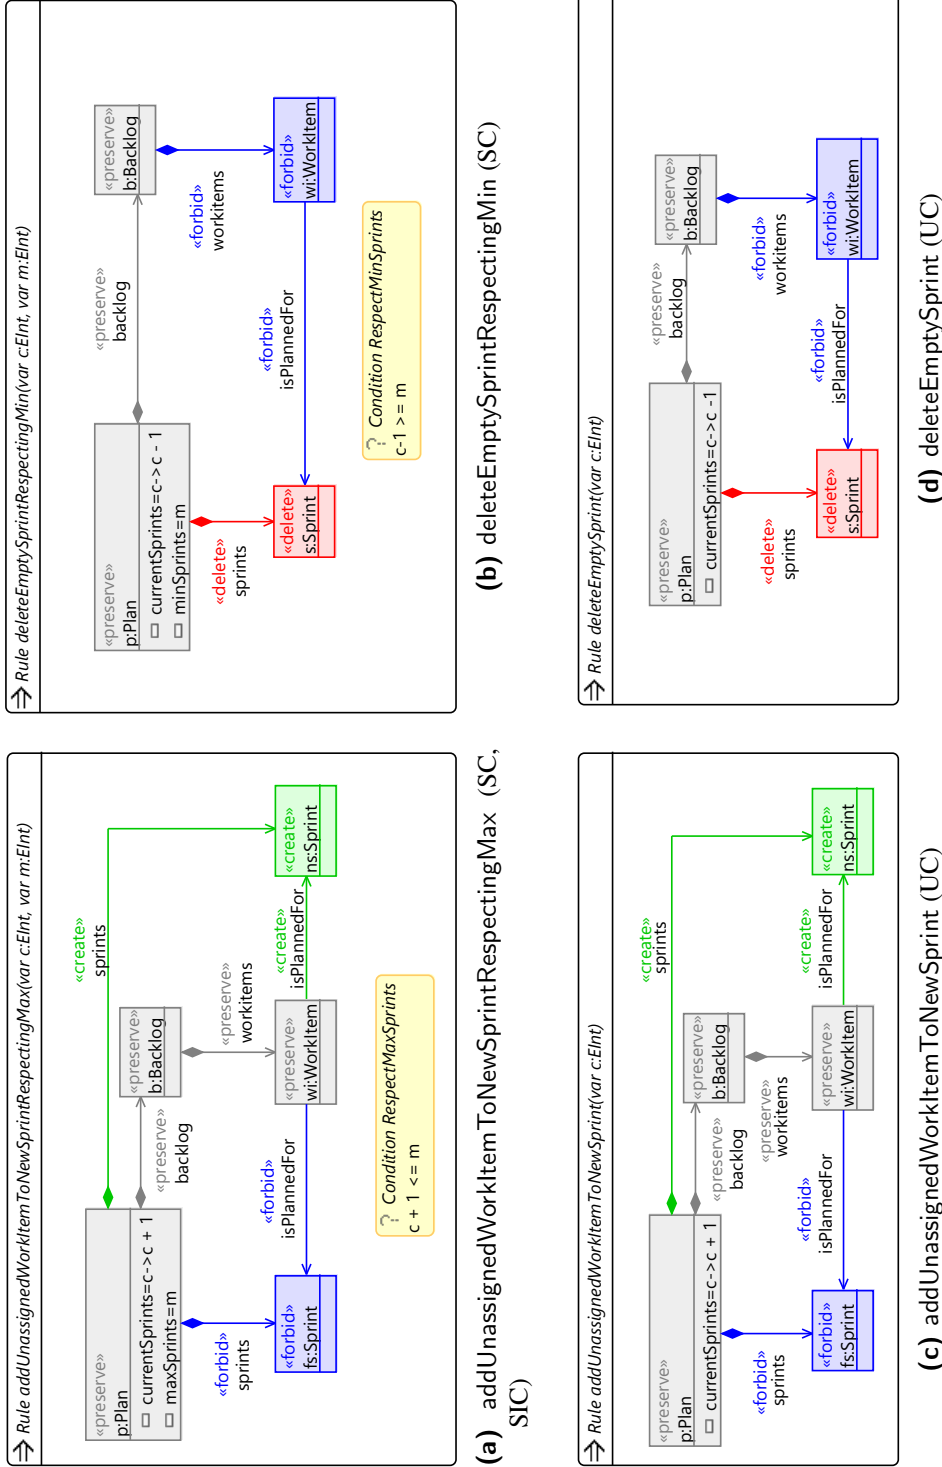 Rule addUnassignedWorkItemToNewSprintRespectingMax(var c:EInt, var m:EInt)
«preserve»
p:Plan
currentSprints=c->c + 1
maxSprints=m
«create»
sprints
«preserve»
backlog
«preserve»
b:Backlog
«preserve»
workitems
«forbid»
sprints
«forbid»
fs:Sprint
«forbid»
isPlannedFor
«preserve»
wi:WorkItem
«create»
isPlannedFor
«create»
ns:Sprint
Condition RespectMaxSprints
c + 1 <= m
(a) addUnassignedWorkItemToNewSprintRespectingMax (SC,
SIC)
Rule deleteEmptySprintRespectingMin(var c:EInt, var m:EInt)
«preserve»
p:Plan
currentSprints=c->c - 1
minSprints=m
«preserve»
backlog
«preserve»
b:Backlog
«delete»
sprints
«forbid»
workitems
«delete»
s:Sprint
«forbid»
isPlannedFor
«forbid»
wi:WorkItem
Condition RespectMinSprints
c-1 >= m
(b) deleteEmptySprintRespectingMin (SC)
Rule addUnassignedWorkItemToNewSprint(var c:EInt)
«preserve»
p:Plan
currentSprints=c->c + 1
«create»
sprints
«preserve»
backlog
«preserve»
b:Backlog
«preserve»
workitems
«forbid»
sprints
«forbid»
fs:Sprint
«forbid»
isPlannedFor
«preserve»
wi:WorkItem
«create»
isPlannedFor
«create»
ns:Sprint
(c) addUnassignedWorkItemToNewSprint (UC)
Rule deleteEmptySprint(var c:EInt)
«preserve»
p:Plan
currentSprints=c->c -1
«preserve»
backlog
«preserve»
b:Backlog
«delete»
sprints
«forbid»
workitems
«delete»
s:Sprint
«forbid»
isPlannedFor
«forbid»
wi:WorkItem
(d) deleteEmptySprint (UC)